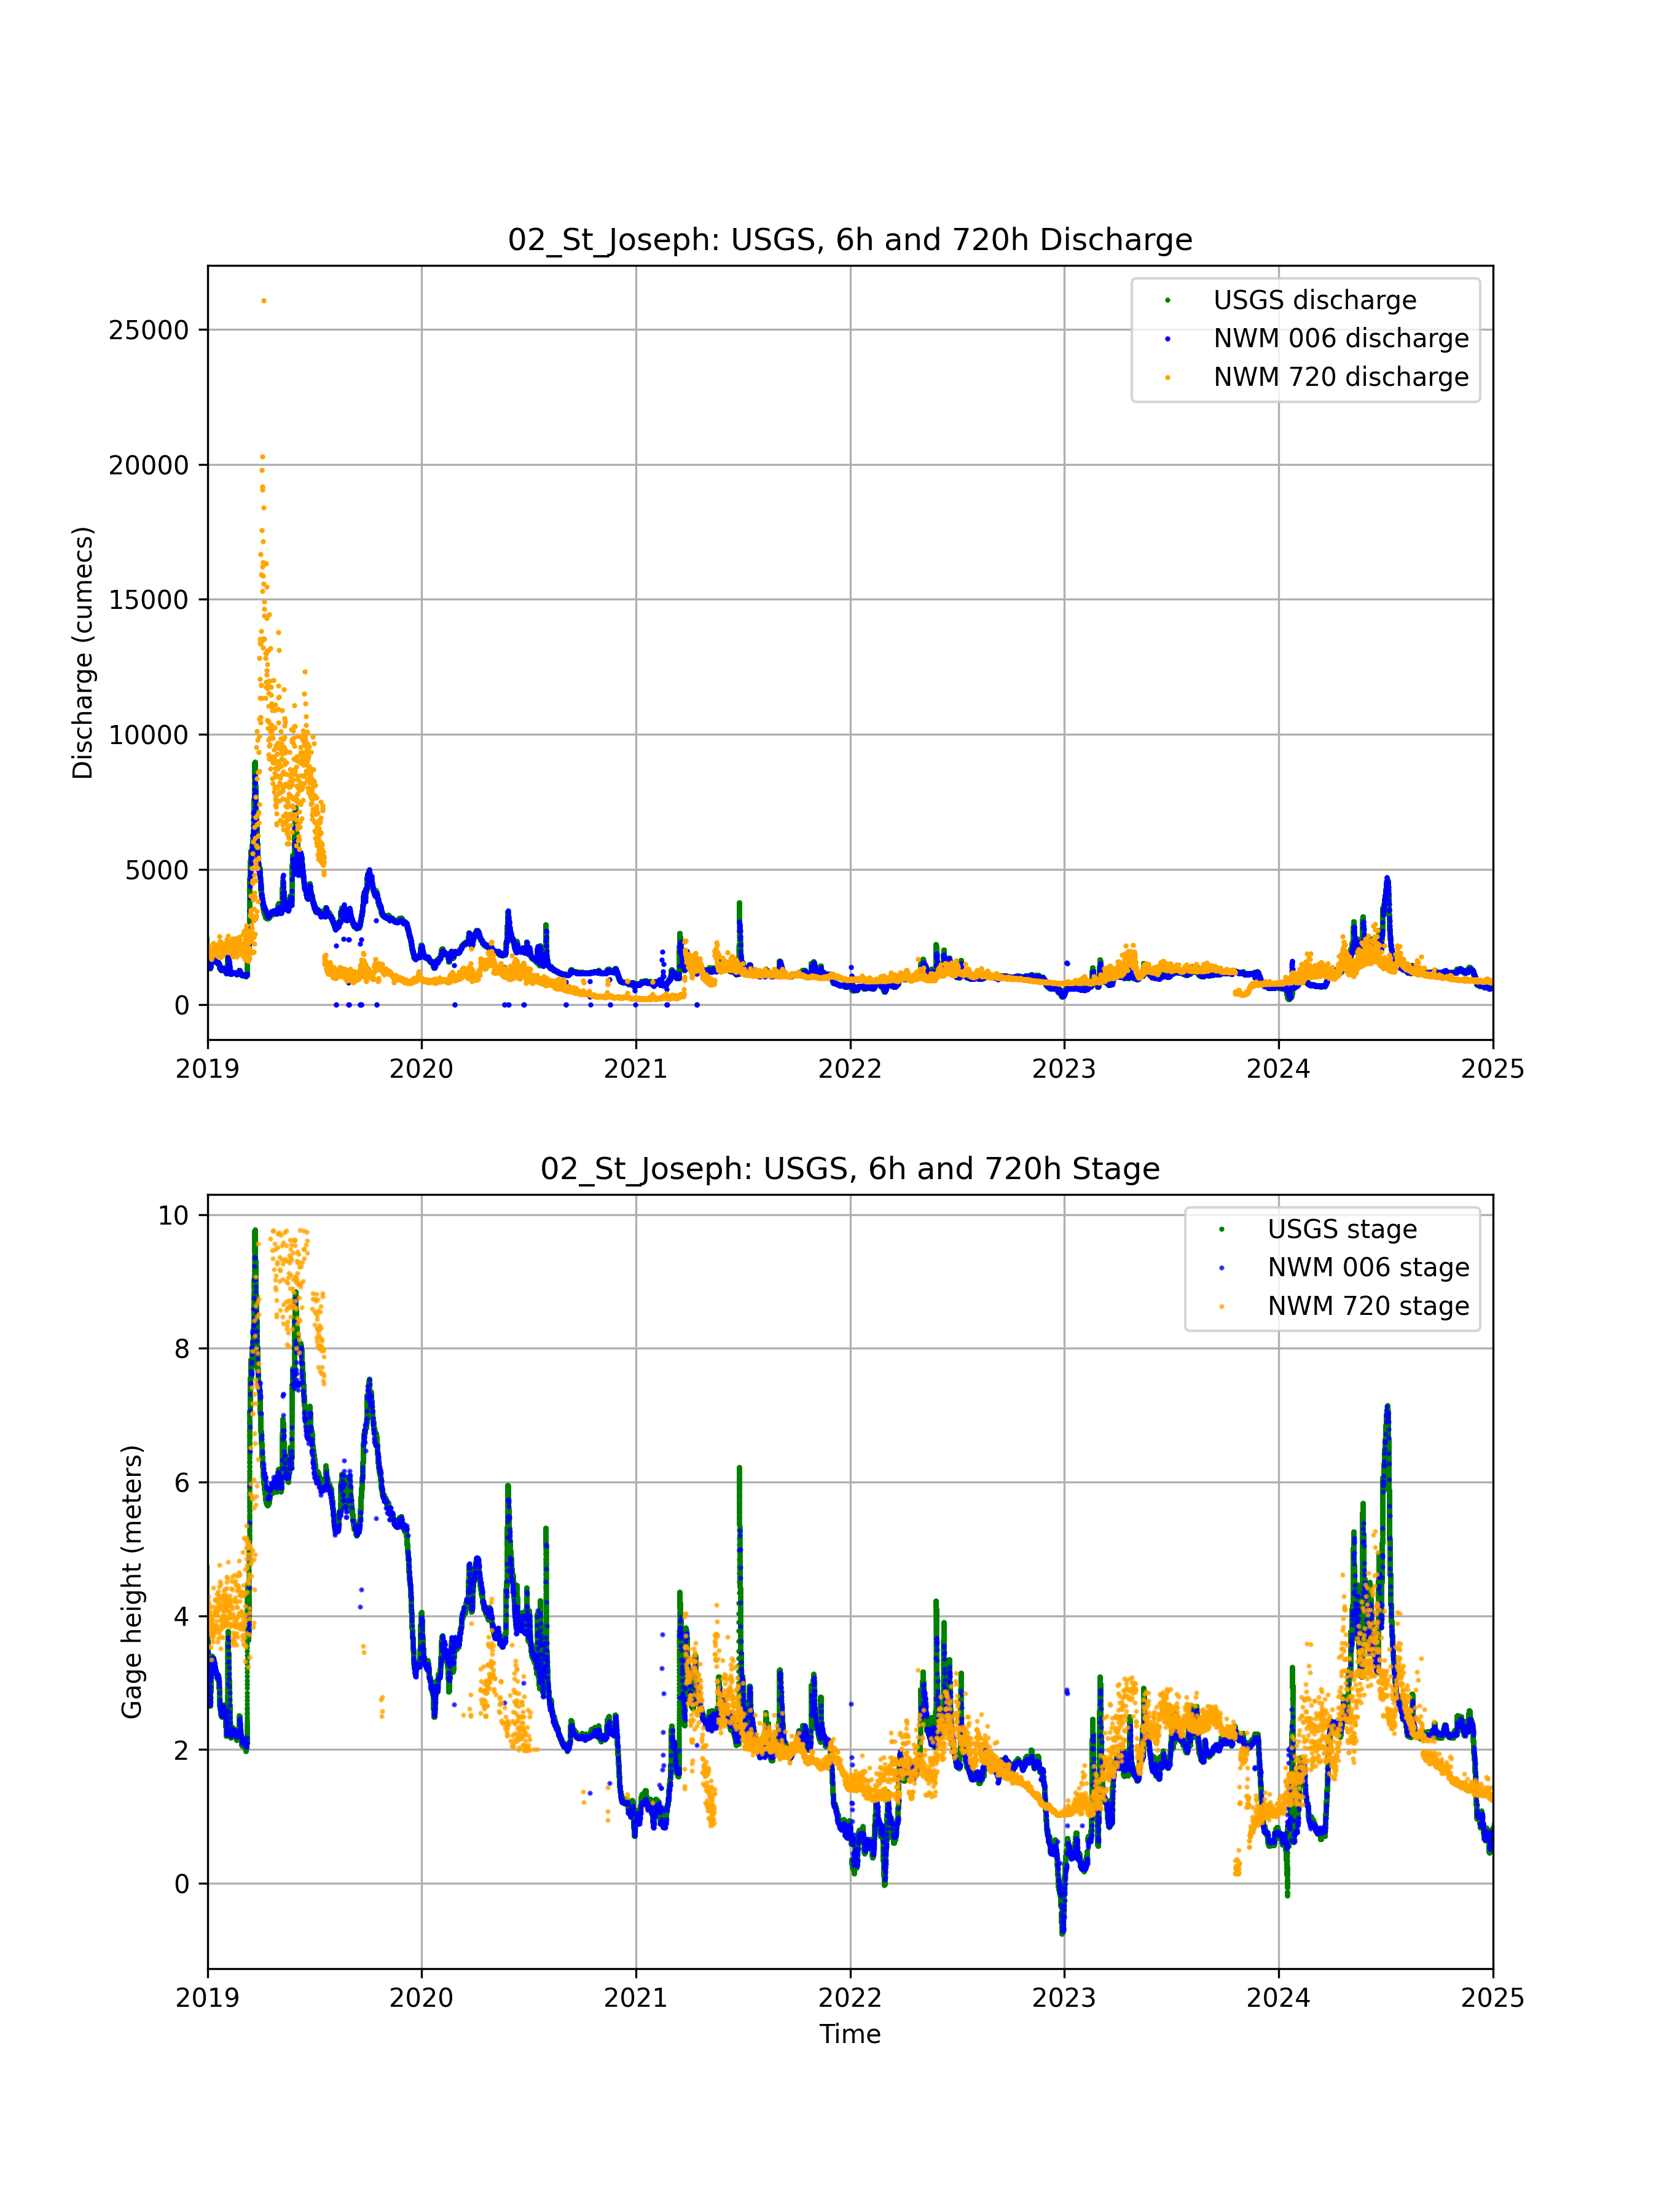 02_St_Joseph: USGS, 6h and 720h Discharge
USGS discharge
NWM 006 discharge
NWM 720 discharge
Discharge (cumecs)
25000
20000
15000
10000
5000
0
2019 2020 2021 2022 2023 2024 2025
02_St_Joseph: USGS, 6h and 720h Stage
USGS stage
NWM 006 stage
NWM 720 stage
Gage height (meters)
10
8
6
4
2
0
2019 2020 2021 2022 2023 2024 2025
Time